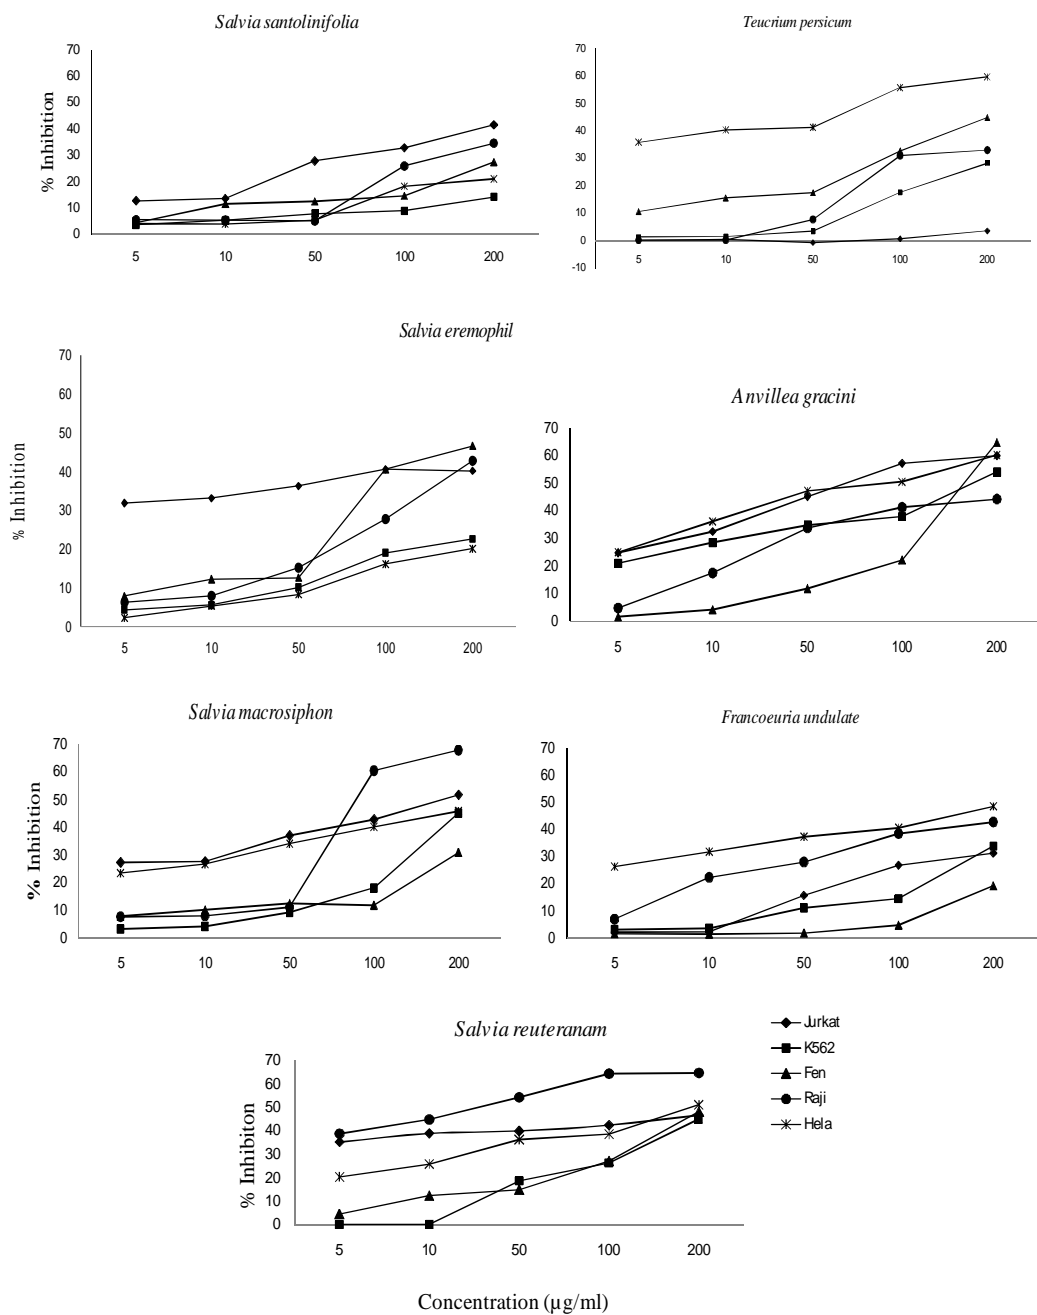 Salvia santolinifolia
% Inhibition
70
60
50
40
30
20
10
0
5 10 50 100 200
Teucrium persicum
70
60
50
40
30
20
10
0
-10
5 10 50 100 200
Salvia eremophil
% Inhibition
70
60
50
40
30
20
10
0
5 10 50 100 200
Anvillea gracini
70
60
50
40
30
20
10
0
5 10 50 100 200
Salvia macrosiphon
% Inhibition
70
60
50
40
30
20
10
0
5 10 50 100 200
Francoeuria undulate
70
60
50
40
30
20
10
0
5 10 50 100 200
Salvia reuteranam
% Inhibiton
70
60
50
40
30
20
10
0
5 10 50 100 200
Jurkat
K562
Fen
Raji
Hela
Concentration (µg/ml)